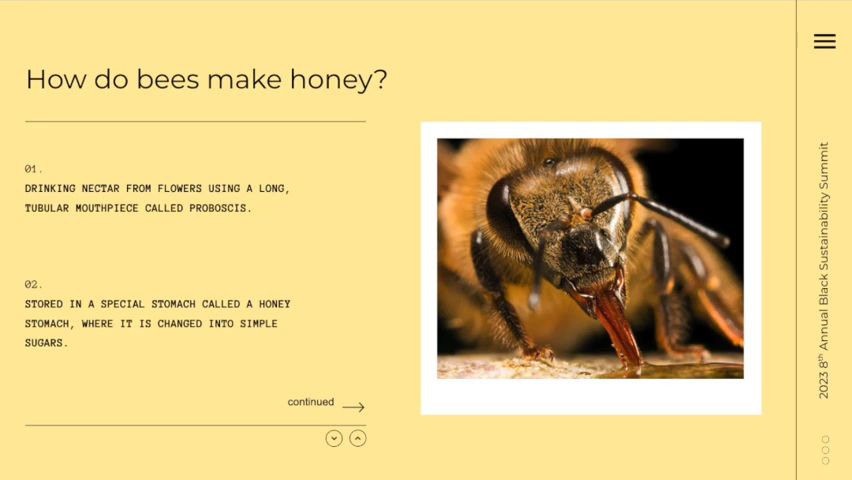 How do bees make honey?
01.
DRINKING NECTAR FROM FLOWERS USING A LONG,
TUBULAR MOUTHPIECE CALLED PROBOSCIS.
02.
STORED IN A SPECIAL STOMACH CALLED A HONEY
STOMACH, WHERE IT IS CHANGED INTO SIMPLE
SUGARS.
continued
2023 8th Annual Black Sustainability Summit